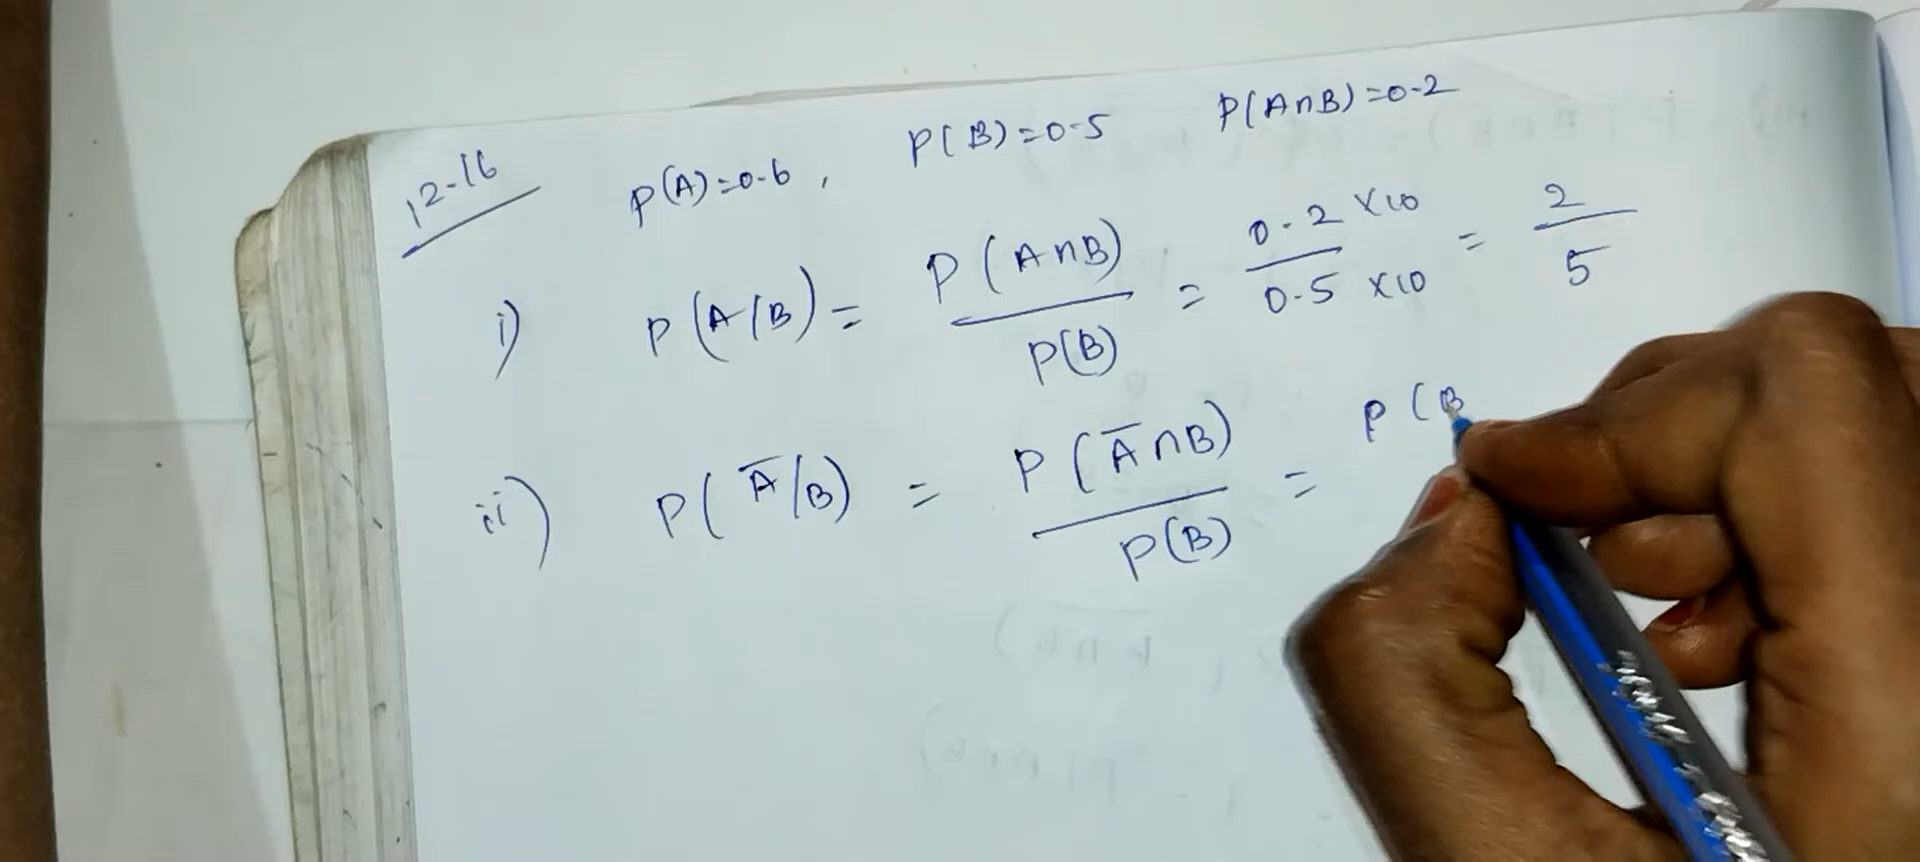 12-16 P(A)=0.6 , P(B)=0.5 P(A∩B)=0.2
i) P(A/B) = P(A∩B) / P(B) = 0.2 ×10 / 0.5 ×10 = 2 / 5
ii) P(A̅/B) = P(A̅∩B) / P(B) = P(B